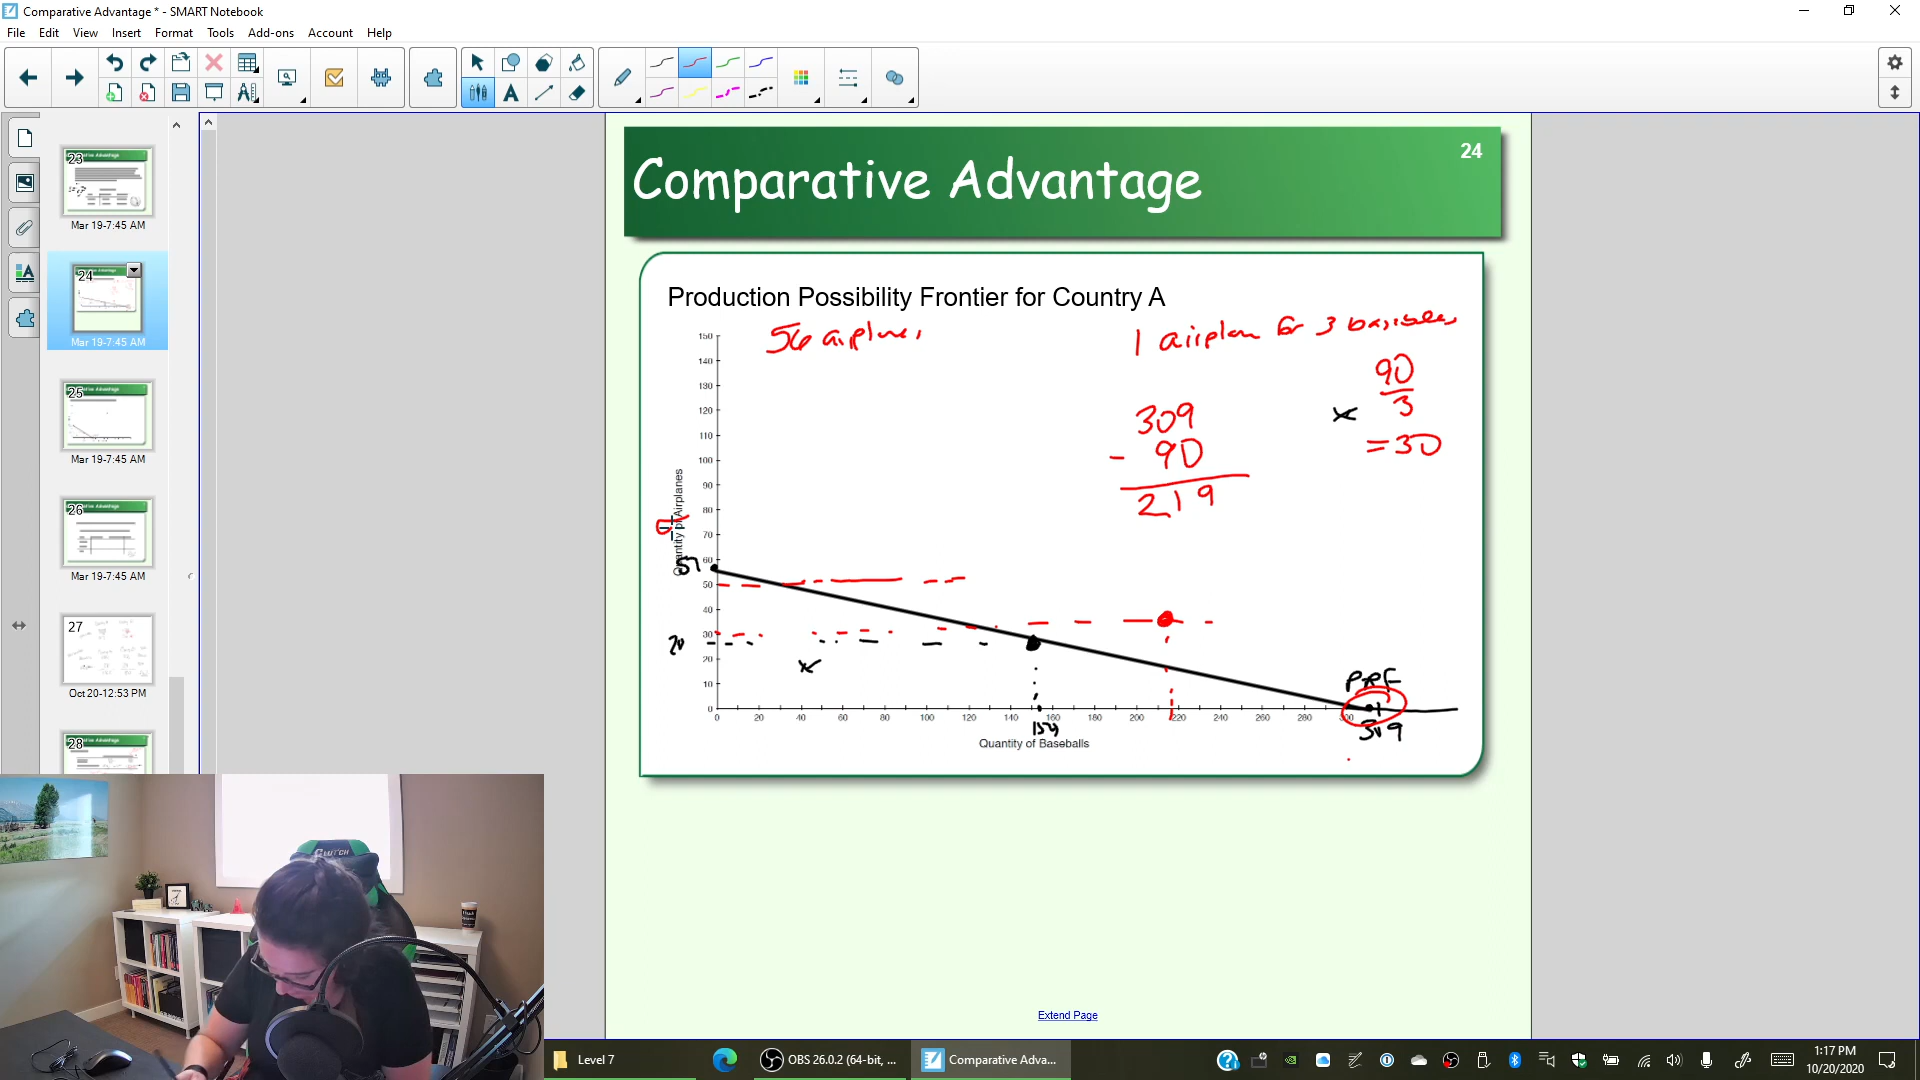 Comparative Advantage * - SMART Notebook
File Edit View Insert Format Tools Add-ons Account Help
23
Mar 19-7:45 AM
24
Mar 19-7:45 AM
25
Mar 19-7:45 AM
26
Mar 19-7:45 AM
27
Oct 20-12:53 PM
28
Comparative Advantage
24
Production Possibility Frontier for Country A
56 airplanes
1 airplane for 3 baseballs
309
- 90
219
90
3
= 30
Quantity of Airplanes
150
140
130
120
110
100
90
80
70
60
50
40
30
20
10
0
57
PPF
0 20 40 60 80 100 120 140 160 180 200 220 240 260 280 300
154
309
Quantity of Baseballs
Extend Page
CLUTCH
Level 7
OBS 26.0.2 (64-bit, ...
Comparative Adva...
1:17 PM
10/20/2020